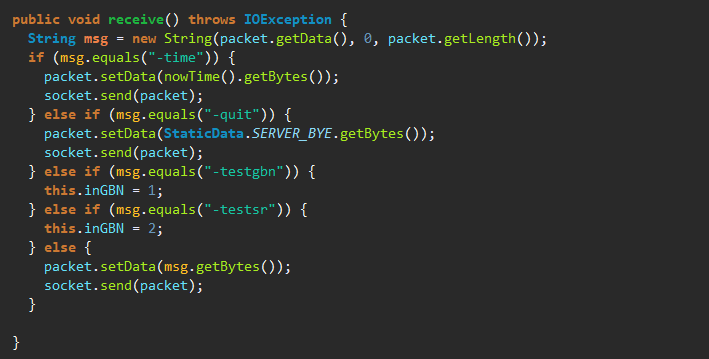 public void receive() throws IOException {
  String msg = new String(packet.getData(), 0, packet.getLength());
  if (msg.equals("-time")) {
    packet.setData(nowTime().getBytes());
    socket.send(packet);
  } else if (msg.equals("-quit")) {
    packet.setData(StaticData.SERVER_BYE.getBytes());
    socket.send(packet);
  } else if (msg.equals("-testgbn")) {
    this.inGBN = 1;
  } else if (msg.equals("-testsr")) {
    this.inGBN = 2;
  } else {
    packet.setData(msg.getBytes());
    socket.send(packet);
  }

}